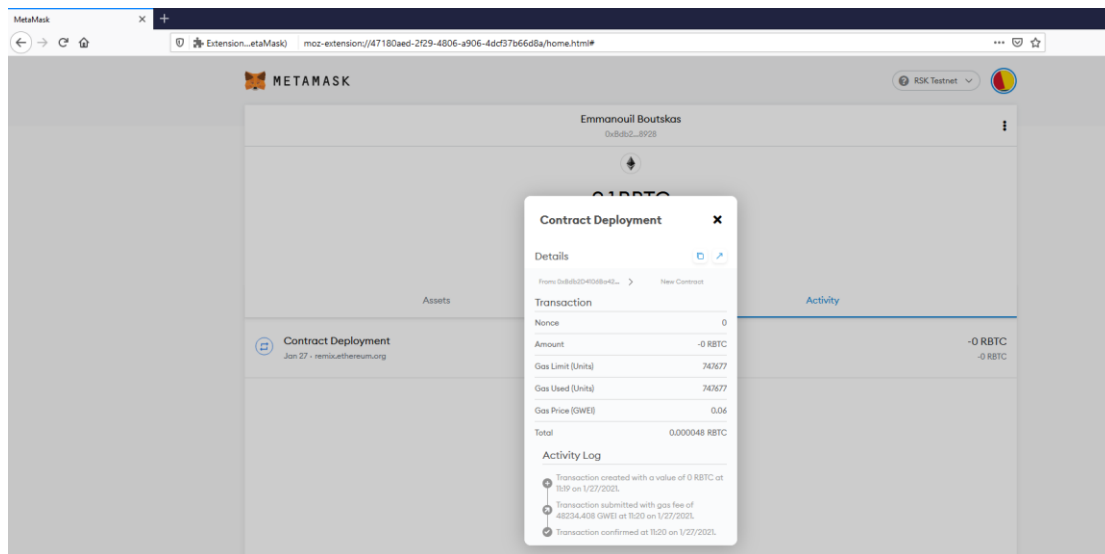 MetaMask
Extension...etaMask) moz-extension://47180aed-2f29-4806-a906-4dcf37b66d8a/home.html#
METAMASK
RSK Testnet
Emmanouil Boutskas
0x8db2...8928
Contract Deployment
Details
New Contract
Transaction
Nonce 0
Amount -0 RBTC
Gas Limit (Units) 747677
Gas Used (Units) 747677
Gas Price (GWEI) 0.06
Total 0.000048 RBTC
Activity Log
Transaction created with a value of 0 RBTC at
11:19 on 1/27/2021.
Transaction submitted with gas fee of
48234.408 GWEI at 11:20 on 1/27/2021.
Transaction confirmed at 11:20 on 1/27/2021.
Assets
Activity
Contract Deployment
Jan 27 - remix.ethereum.org
-0 RBTC
-0 RBTC